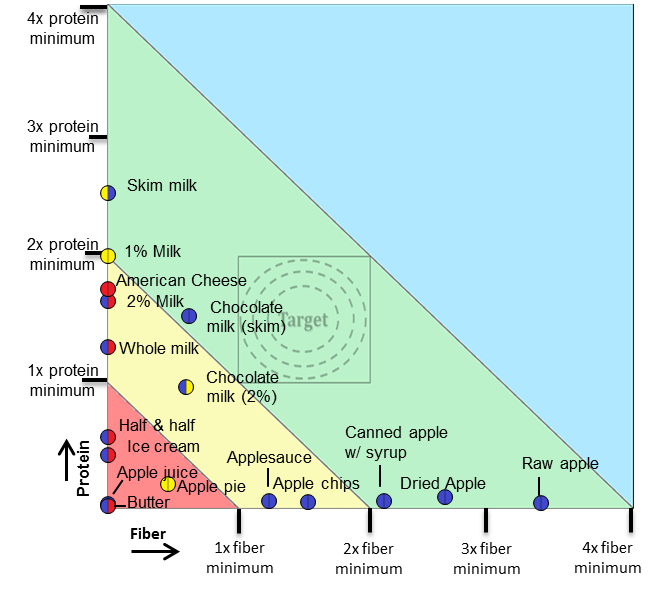 4x protein
minimum
3x protein
minimum
Skim milk
2x protein
minimum
1% Milk
American Cheese
2% Milk
Chocolate
milk (skim)
Target
Whole milk
1x protein
minimum
Chocolate
milk (2%)
Half & half
Ice cream
Canned apple
w/ syrup
Protein
Applesauce
Raw apple
Apple juice
Apple pie
Apple chips
Dried Apple
Butter
Fiber
1x fiber
minimum
2x fiber
minimum
3x fiber
minimum
4x fiber
minimum